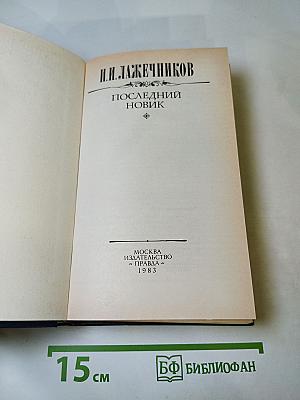 И.И. ЛАЖЕЧНИКОВ
ПОСЛЕДНИЙ
НОВИК
МОСКВА
ИЗДАТЕЛЬСТВО
«ПРАВДА»
1983
15 см
БФ БИБЛИОФАН